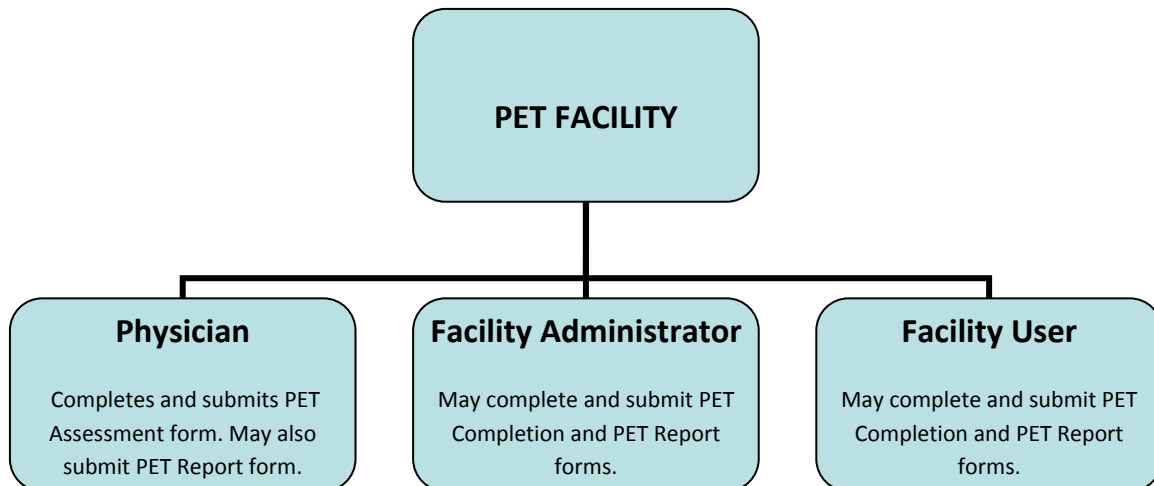 PET FACILITY
Physician
Completes and submits PET
Assessment form. May also
submit PET Report form.
Facility Administrator
May complete and submit PET
Completion and PET Report
forms.
Facility User
May complete and submit PET
Completion and PET Report
forms.